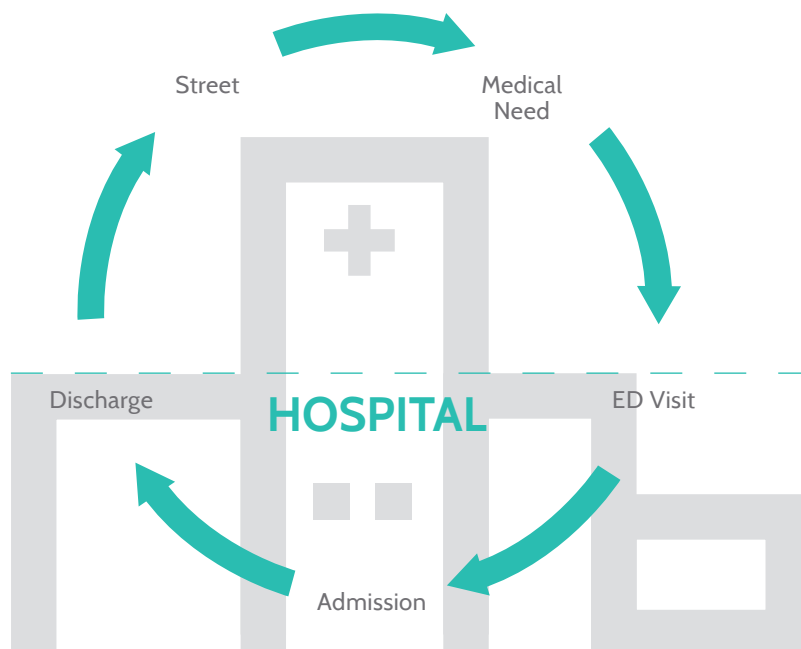 Street
Medical
Need
Discharge
HOSPITAL
ED Visit
Admission